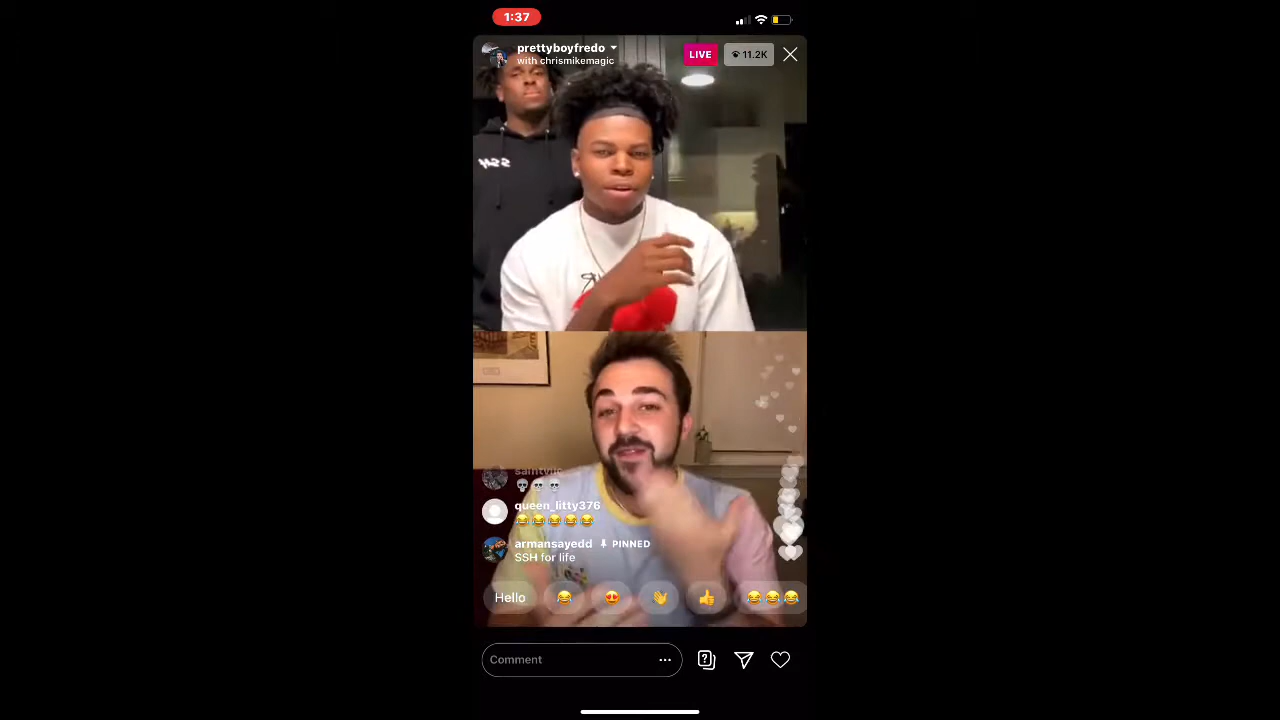 1:37
prettyboyfredo
with chrismikemagic
LIVE
11.2K
queen_litty376
😂😂😂😂😂
armansayedd PINNED
SSH for life
Hello
Comment